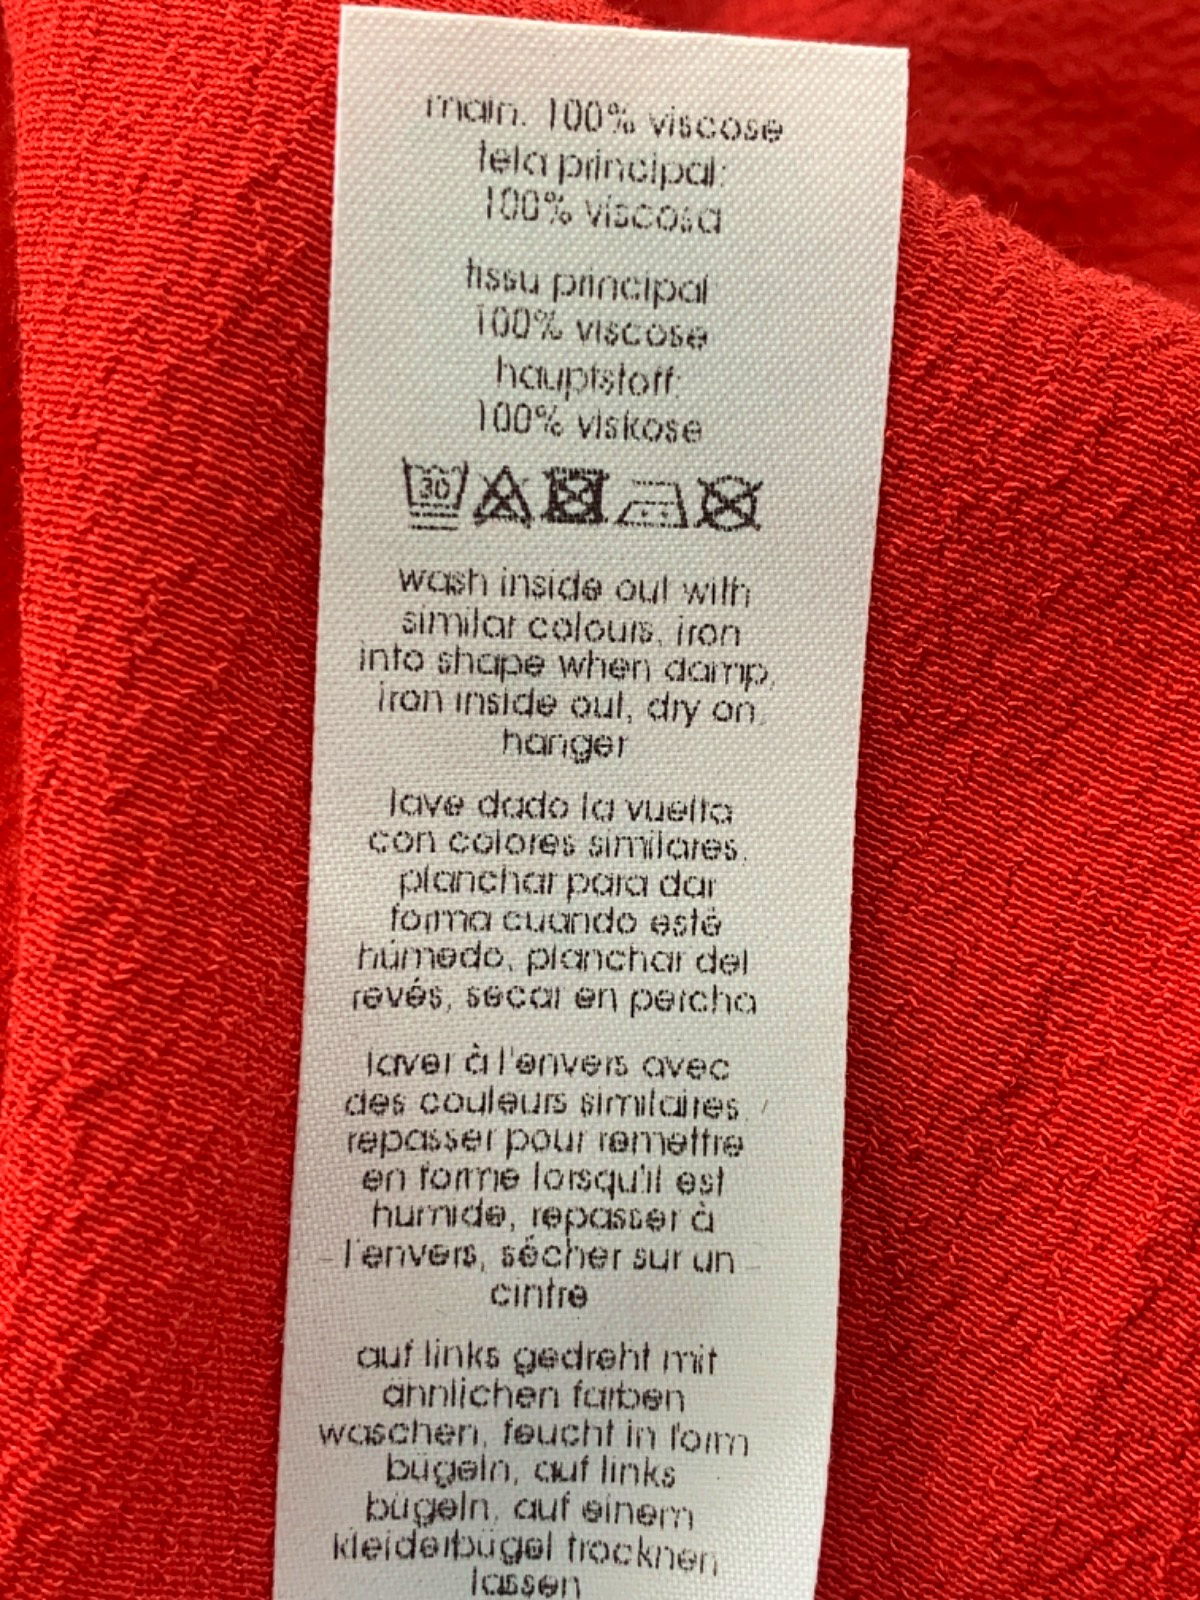 main: 100% viscose
tela principal:
100% viscosa
tissu principal:
100% viscose
hauptstoff:
100% viskose
30
wash inside out with
similar colours, iron
into shape when damp,
iron inside out, dry on
hanger
lave dado la vuelta
con colores similares,
planchar para dar
forma cuando esté
húmedo, planchar del
revés, secar en percha
laver à l'envers avec
des couleurs similaires,
repasser pour remettre
en forme lorsqu'il est
humide, repasser à
l'envers, sécher sur un
cintre
auf links gedreht mit
ähnlichen farben
waschen, feucht in form
bügeln, auf links
bügeln, auf einem
kleiderbügel trocknen
lassen